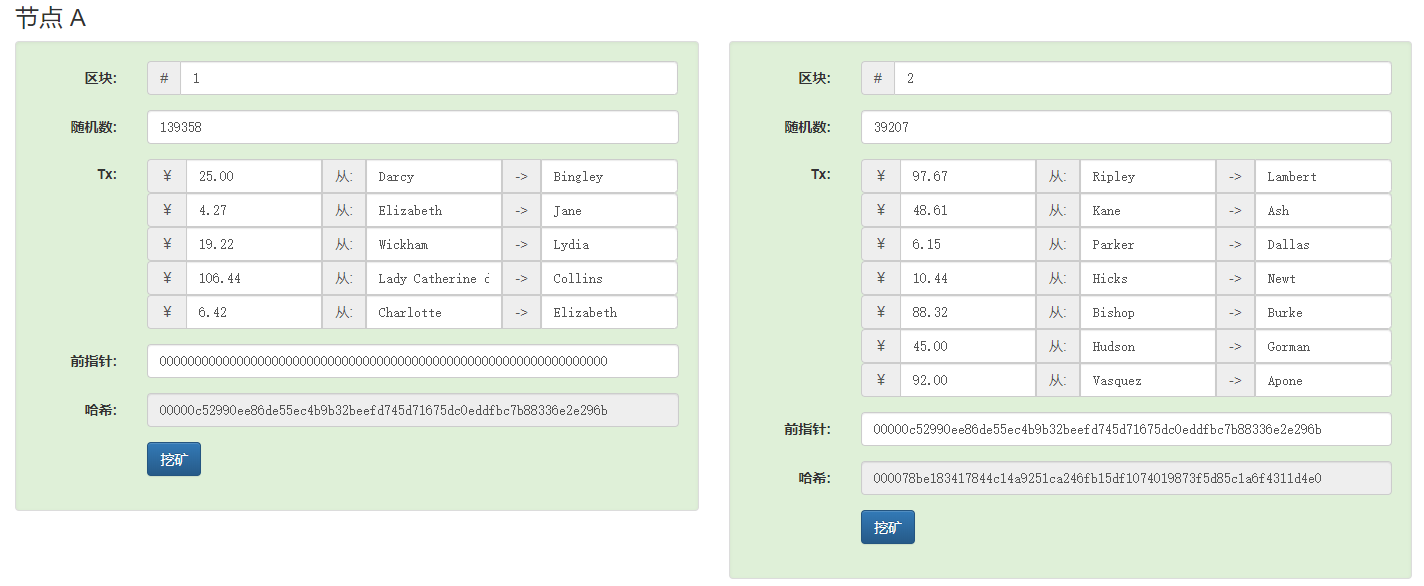 节点 A
区块: # 1
随机数: 139358
Tx: ¥ 25.00 从: Darcy -> Bingley
¥ 4.27 从: Elizabeth -> Jane
¥ 19.22 从: Wickham -> Lydia
¥ 106.44 从: Lady Catherine d -> Collins
¥ 6.42 从: Charlotte -> Elizabeth
前指针: 0000000000000000000000000000000000000000000000000000000000000000
哈希: 00000c52990ee86de55ec4b9b32beefd745d71675dc0eddfbc7b88336e2e296b
挖矿
区块: # 2
随机数: 39207
Tx: ¥ 97.67 从: Ripley -> Lambert
¥ 48.61 从: Kane -> Ash
¥ 6.15 从: Parker -> Dallas
¥ 10.44 从: Hicks -> Newt
¥ 88.32 从: Bishop -> Burke
¥ 45.00 从: Hudson -> Gorman
¥ 92.00 从: Vasquez -> Apone
前指针: 00000c52990ee86de55ec4b9b32beefd745d71675dc0eddfbc7b88336e2e296b
哈希: 000078be183417844c14a9251ca246fb15df1074019873f5d85c1a6f4311d4e0
挖矿